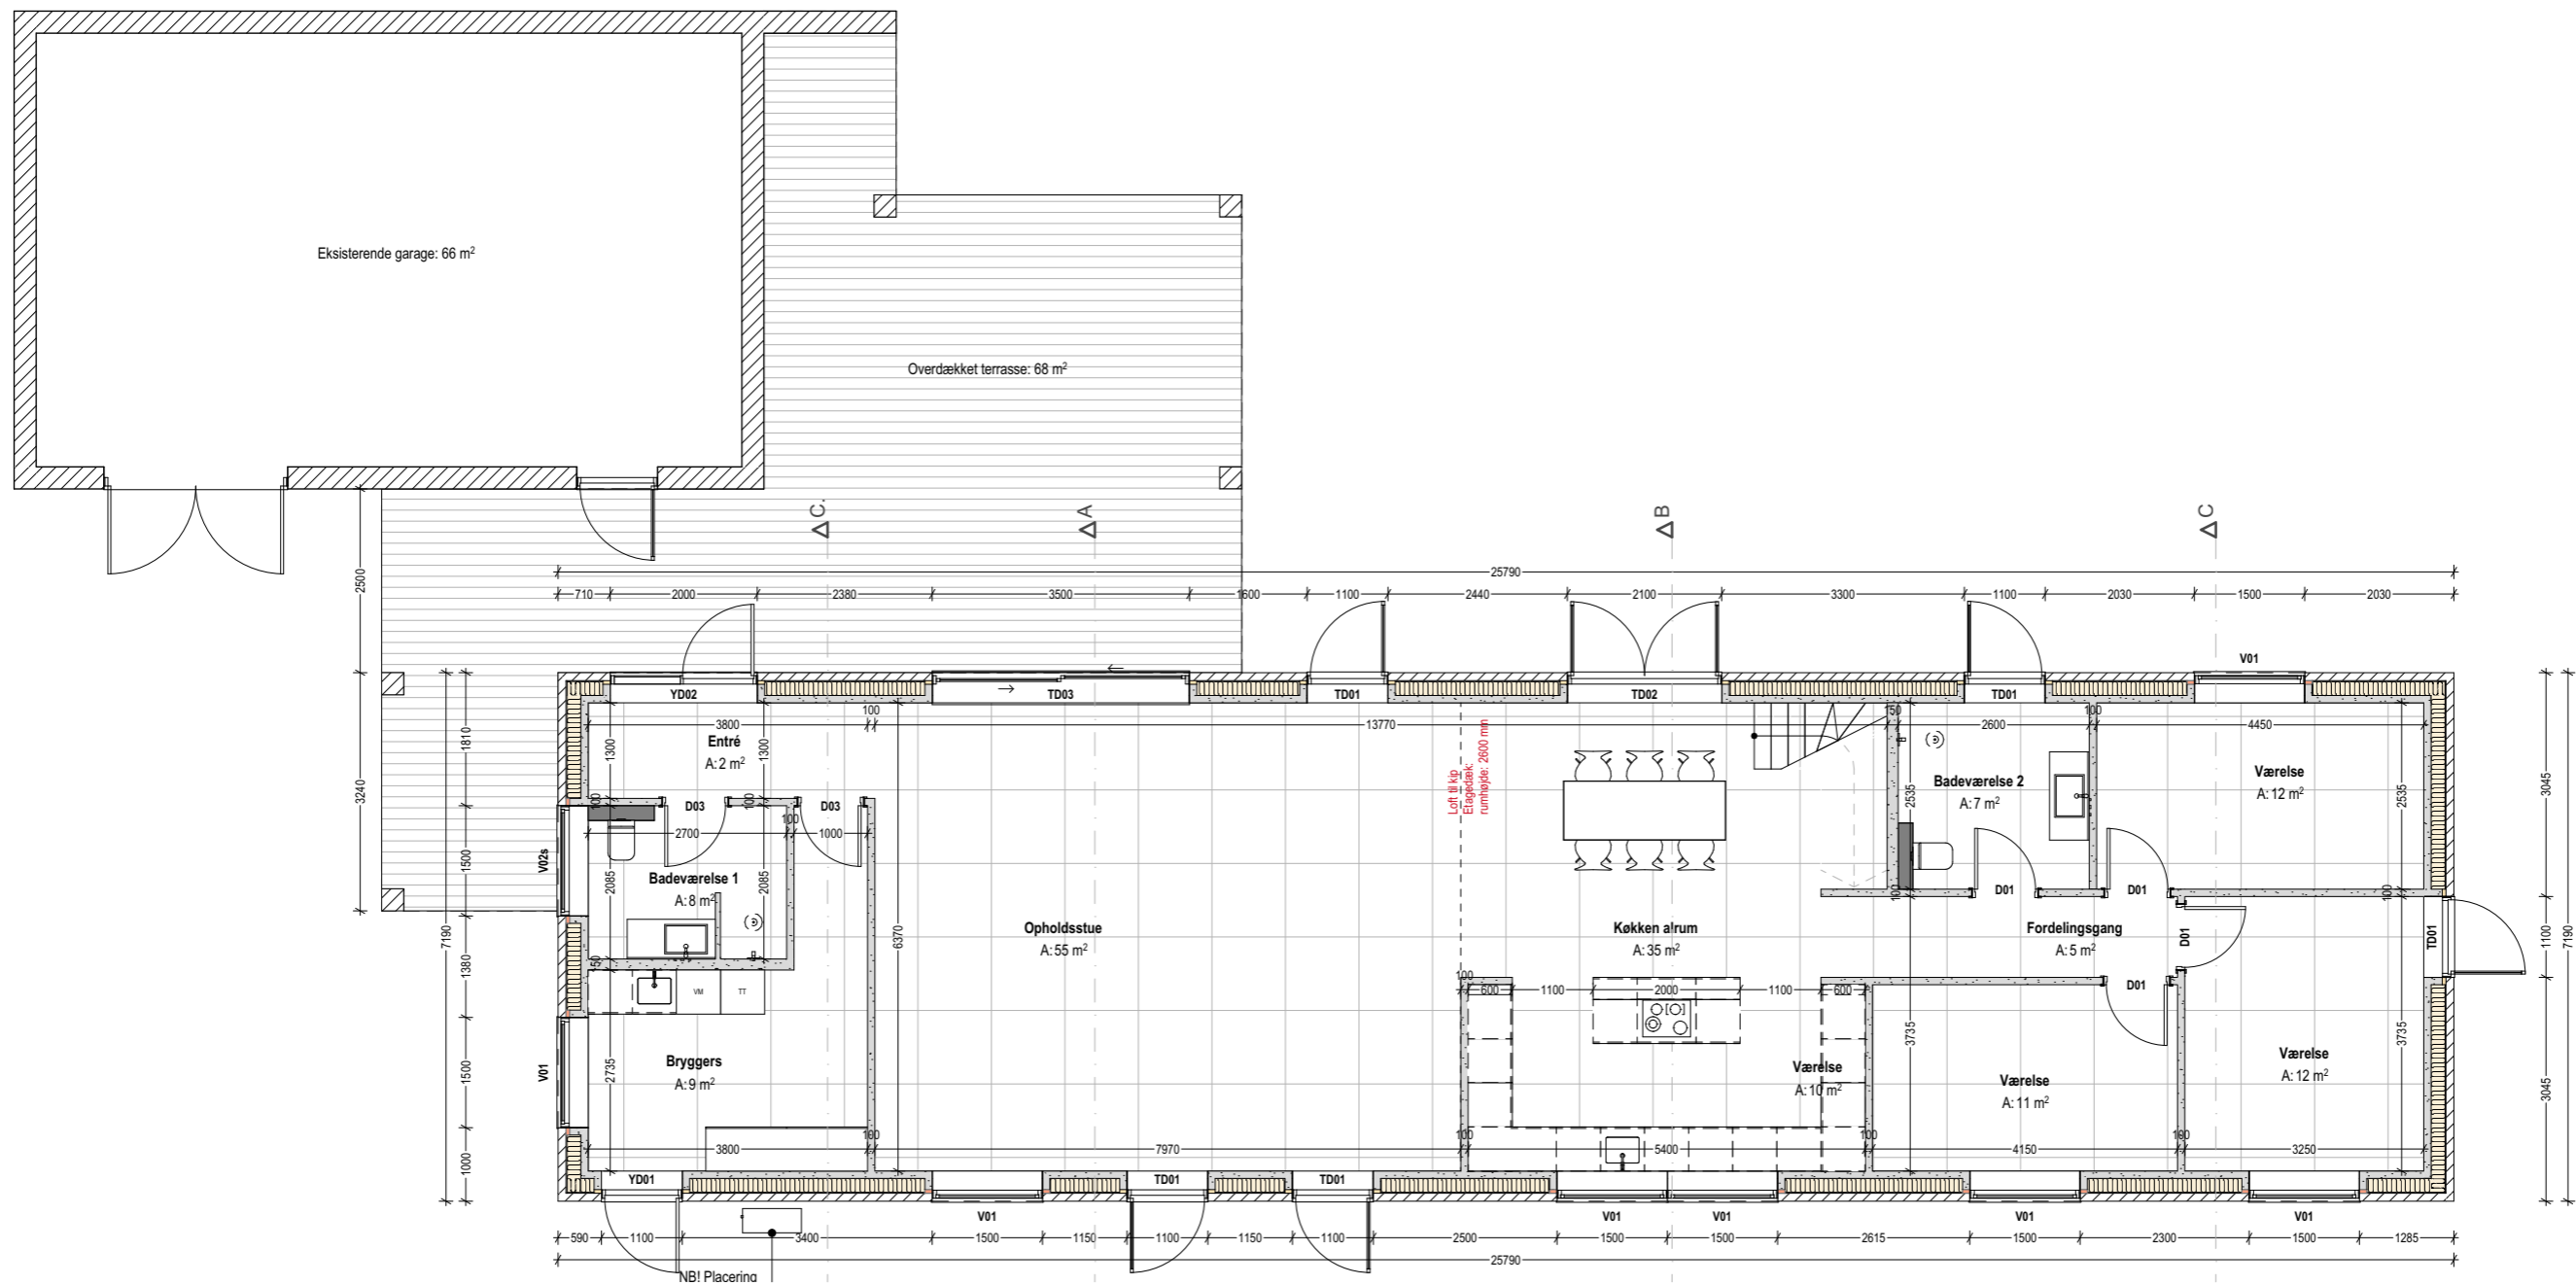 Eksisterende garage: 66 m²
Overdækket terrasse: 68 m²
C.
A
B
C
25790
710
2000
2380
3500
1600
1100
2440
2100
3300
1100
2030
1500
2030
2500
3240
7190
1810
1500
1380
1500
1000
V01
YD02
TD03
TD01
TD02
TD01
3800
100
13770
150
2600
100
4450
Entré
A: 2 m²
1300
1300
100
100
D03
D03
2700
100
1000
V02s
Badeværelse 1
A: 8 m²
2085
2085
150
VM
TT
Bryggers
A: 9 m²
2735
V01
3800
100
6370
Opholdsstue
A: 55 m²
Loft til kip
Etagedæk:
rumhøjde: 2600 mm
Køkken alrum
A: 35 m²
Badeværelse 2
A: 7 m²
2535
Værelse
A: 12 m²
2535
100
100
D01
D01
Fordelingsgang
A: 5 m²
D01
D01
TD01
3045
1100
3045
7190
100
600
1100
2000
1100
600
Værelse
A: 10 m²
3735
Værelse
A: 11 m²
Værelse
A: 12 m²
3735
7970
100
5400
100
4150
100
3250
YD01
TD01
TD01
V01
V01
V01
V01
V01
590
1100
3400
1500
1150
1100
1150
1100
2500
1500
1500
2615
1500
2300
1500
1285
25790
NB! Placering